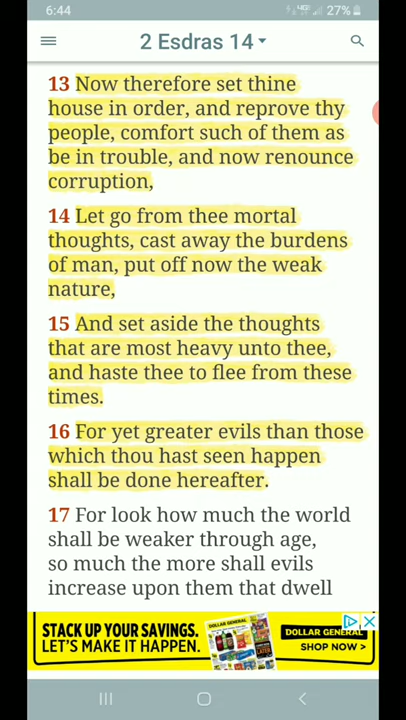 6:44
27%
2 Esdras 14
13 Now therefore set thine
house in order, and reprove thy
people, comfort such of them as
be in trouble, and now renounce
corruption,
14 Let go from thee mortal
thoughts, cast away the burdens
of man, put off now the weak
nature,
15 And set aside the thoughts
that are most heavy unto thee,
and haste thee to flee from these
times.
16 For yet greater evils than those
which thou hast seen happen
shall be done hereafter.
17 For look how much the world
shall be weaker through age,
so much the more shall evils
increase upon them that dwell
STACK UP YOUR SAVINGS.
LET'S MAKE IT HAPPEN.
DOLLAR GENERAL
SHOP NOW >